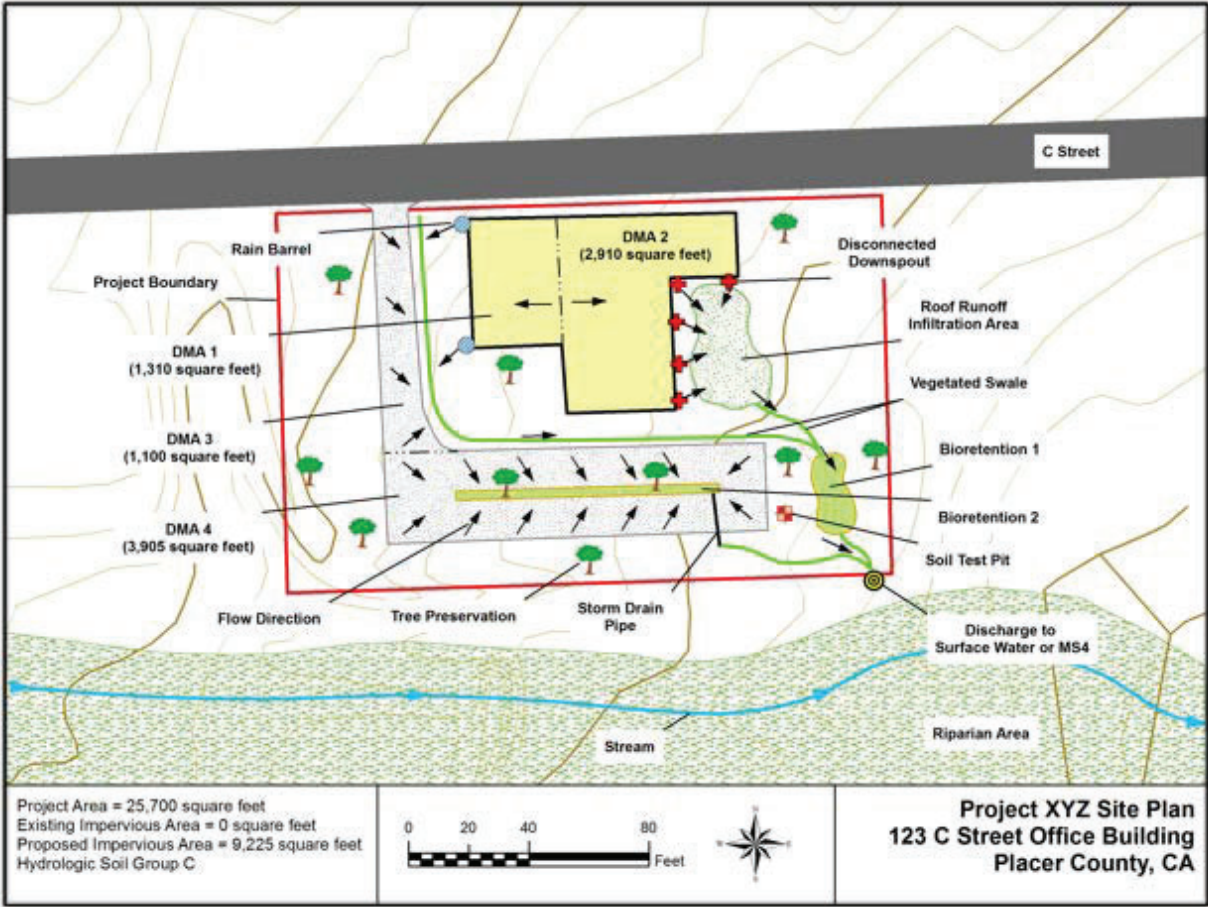 C Street
Rain Barrel
DMA 2
(2,910 square feet)
Disconnected
Downspout
Project Boundary
Roof Runoff
Infiltration Area
DMA 1
(1,310 square feet)
Vegetated Swale
DMA 3
(1,100 square feet)
Bioretention 1
Bioretention 2
DMA 4
(3,905 square feet)
Soil Test Pit
Flow Direction
Tree Preservation
Storm Drain
Pipe
Discharge to
Surface Water or MS4
Stream
Riparian Area
Project Area = 25,700 square feet
Existing Impervious Area = 0 square feet
Proposed Impervious Area = 9,225 square feet
Hydrologic Soil Group C
0 20 40 80
Feet
N
S
Project XYZ Site Plan
123 C Street Office Building
Placer County, CA